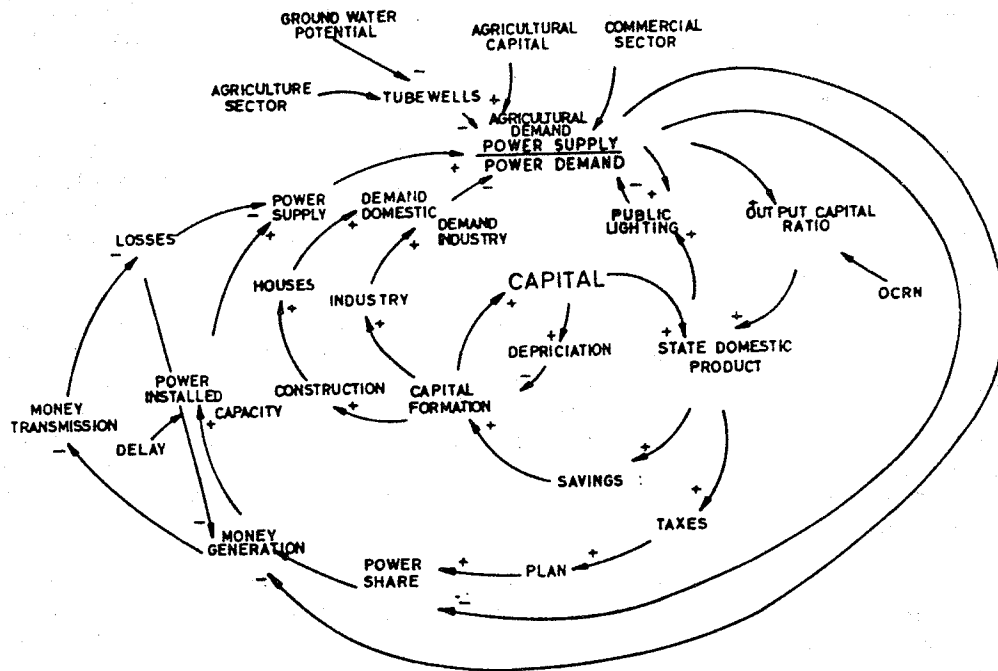 GROUND WATER
POTENTIAL
AGRICULTURAL
CAPITAL
COMMERCIAL
SECTOR
AGRICULTURE
SECTOR
TUBEWELLS
AGRICULTURAL
DEMAND
POWER SUPPLY
POWER DEMAND
POWER
SUPPLY
DEMAND
DOMESTIC
DEMAND
INDUSTRY
PUBLIC
LIGHTING
OUTPUT CAPITAL
RATIO
LOSSES
HOUSES
INDUSTRY
CAPITAL
OCRN
DEPRICIATION
STATE DOMESTIC
PRODUCT
POWER
INSTALLED
CAPACITY
CONSTRUCTION
CAPITAL
FORMATION
MONEY
TRANSMISSION
DELAY
SAVINGS
TAXES
MONEY
GENERATION
POWER
SHARE
PLAN